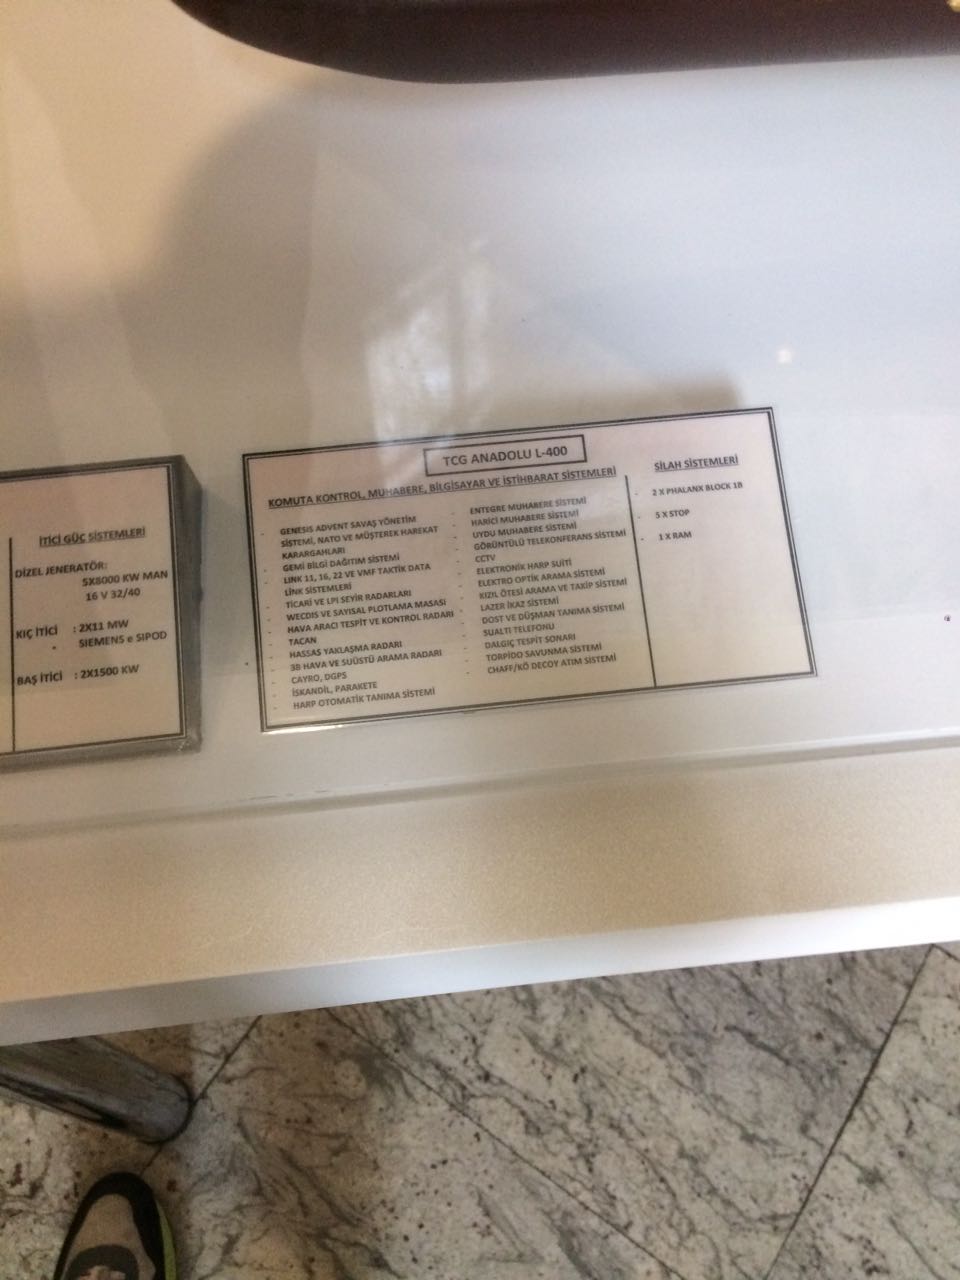 İTİCİ GÜÇ SİSTEMLERİ
DİZEL JENERATÖR:
5X8000 KW MAN
16 V 32/40
KIÇ İTİCİ : 2X11 MW
- SIEMENS e SIPOD
BAŞ İTİCİ : 2X1500 KW
TCG ANADOLU L-400
KOMUTA KONTROL, MUHABERE, BİLGİSAYAR VE İSTİHBARAT SİSTEMLERİ
- GENESIS ADVENT SAVAŞ YÖNETİM
SİSTEMİ, NATO VE MÜŞTEREK HAREKAT
KARARGAHLARI
- GEMİ BİLGİ DAĞITIM SİSTEMİ
- LINK 11, 16, 22 VE VMF TAKTİK DATA
LİNK SİSTEMLERİ
- TİCARİ VE LPI SEYİR RADARLARI
- WECDIS VE SAYISAL PLOTLAMA MASASI
- HAVA ARACI TESPİT VE KONTROL RADARI
- TACAN
- HASSAS YAKLAŞMA RADARI
- 3B HAVA VE SUÜSTÜ ARAMA RADARI
- CAYRO, DGPS
- İSKANDİL, PARAKETE
- HARP OTOMATİK TANIMA SİSTEMİ
- ENTEGRE MUHABERE SİSTEMİ
- HARİCİ MUHABERE SİSTEMİ
- UYDU MUHABERE SİSTEMİ
- GÖRÜNTÜLÜ TELEKONFERANS SİSTEMİ
- CCTV
- ELEKTRONİK HARP SUİTİ
- ELEKTRO OPTİK ARAMA SİSTEMİ
- KIZIL ÖTESİ ARAMA VE TAKİP SİSTEMİ
- LAZER İKAZ SİSTEMİ
- DOST VE DÜŞMAN TANIMA SİSTEMİ
- SUALTI TELEFONU
- DALGIÇ TESPİT SONARI
- TORPİDO SAVUNMA SİSTEMİ
- CHAFF/KÖ DECOY ATIM SİSTEMİ
SİLAH SİSTEMLERİ
- 2 X PHALANX BLOCK 1B
- 5 X STOP
- 1 X RAM